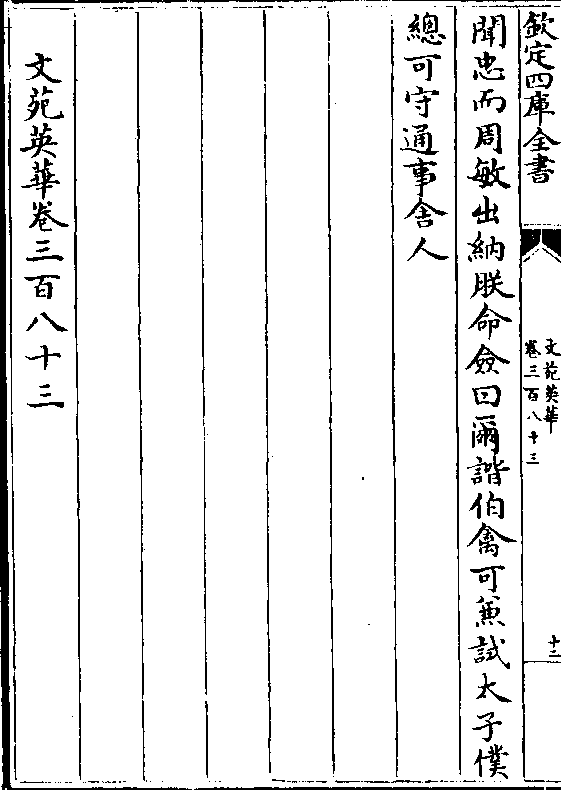 欽定四庫全書
文苑英華
卷三百八十三
十二
聞忠而周敏出納朕命僉曰爾諧伯禽可兼試太子僕
總可守通事舍人
文苑英華卷三百八十三